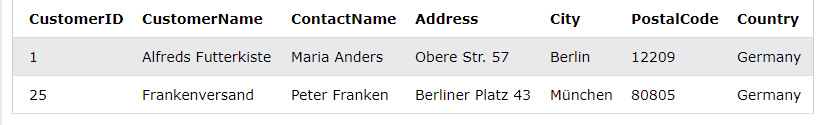 CustomerID CustomerName ContactName Address City PostalCode Country
1 Alfreds Futterkiste Maria Anders Obere Str. 57 Berlin 12209 Germany
25 Frankenversand Peter Franken Berliner Platz 43 München 80805 Germany